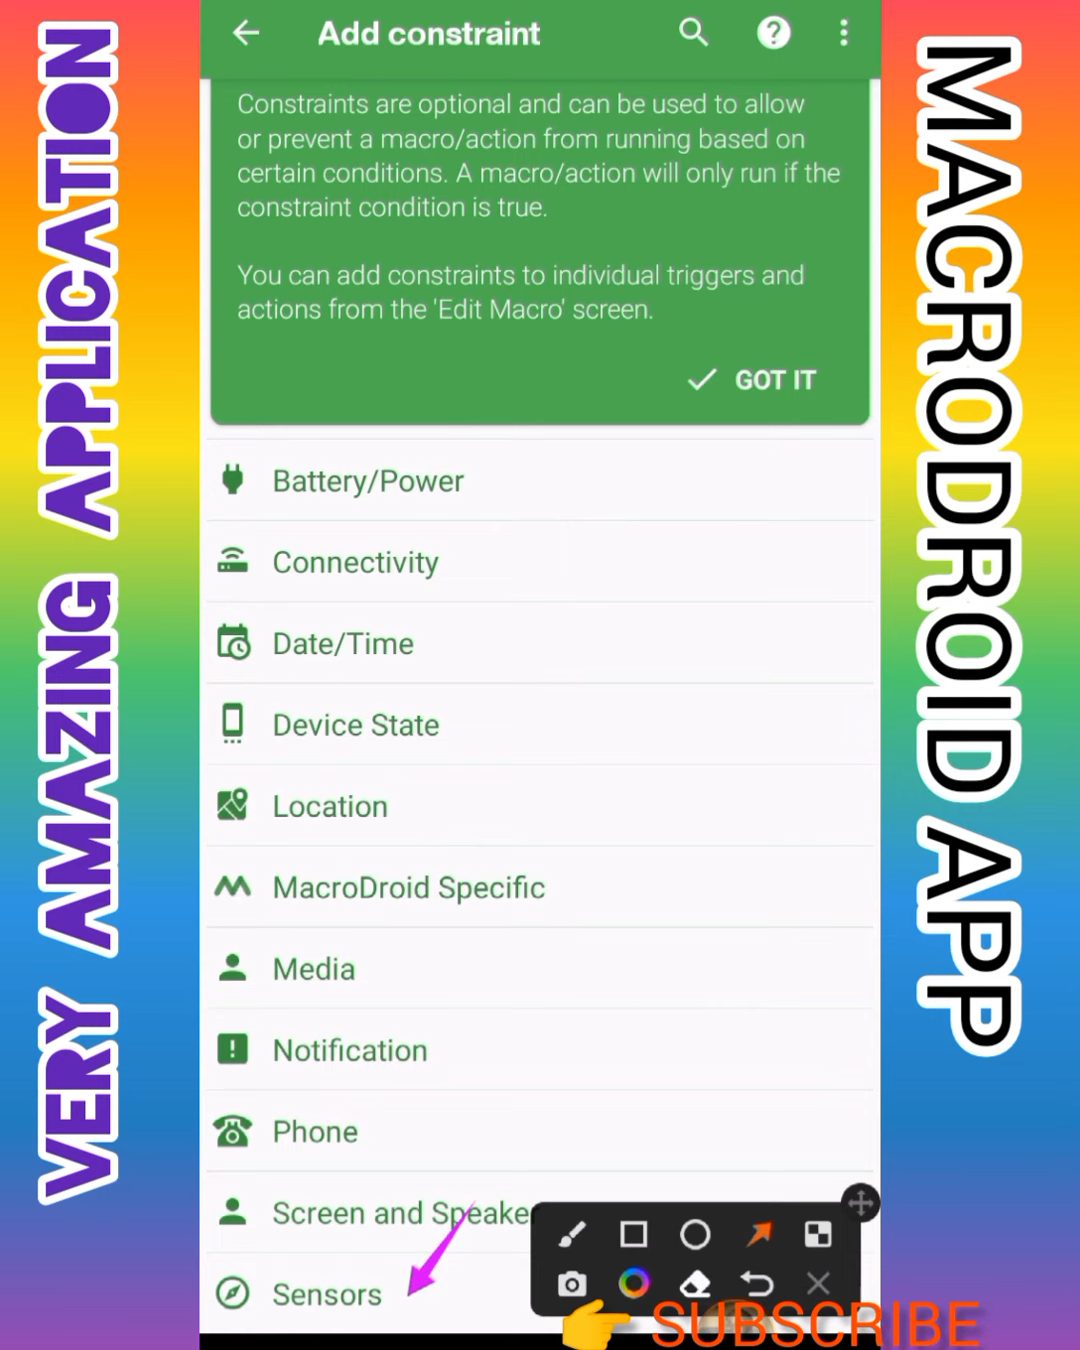 VERY AMAZING APPLICATION
Add constraint
Constraints are optional and can be used to allow
or prevent a macro/action from running based on
certain conditions. A macro/action will only run if the
constraint condition is true.
You can add constraints to individual triggers and
actions from the 'Edit Macro' screen.
GOT IT
Battery/Power
Connectivity
Date/Time
Device State
Location
MacroDroid Specific
Media
Notification
Phone
Screen and Speake
Sensors
SUBSCRIBE
MACRODROID APP